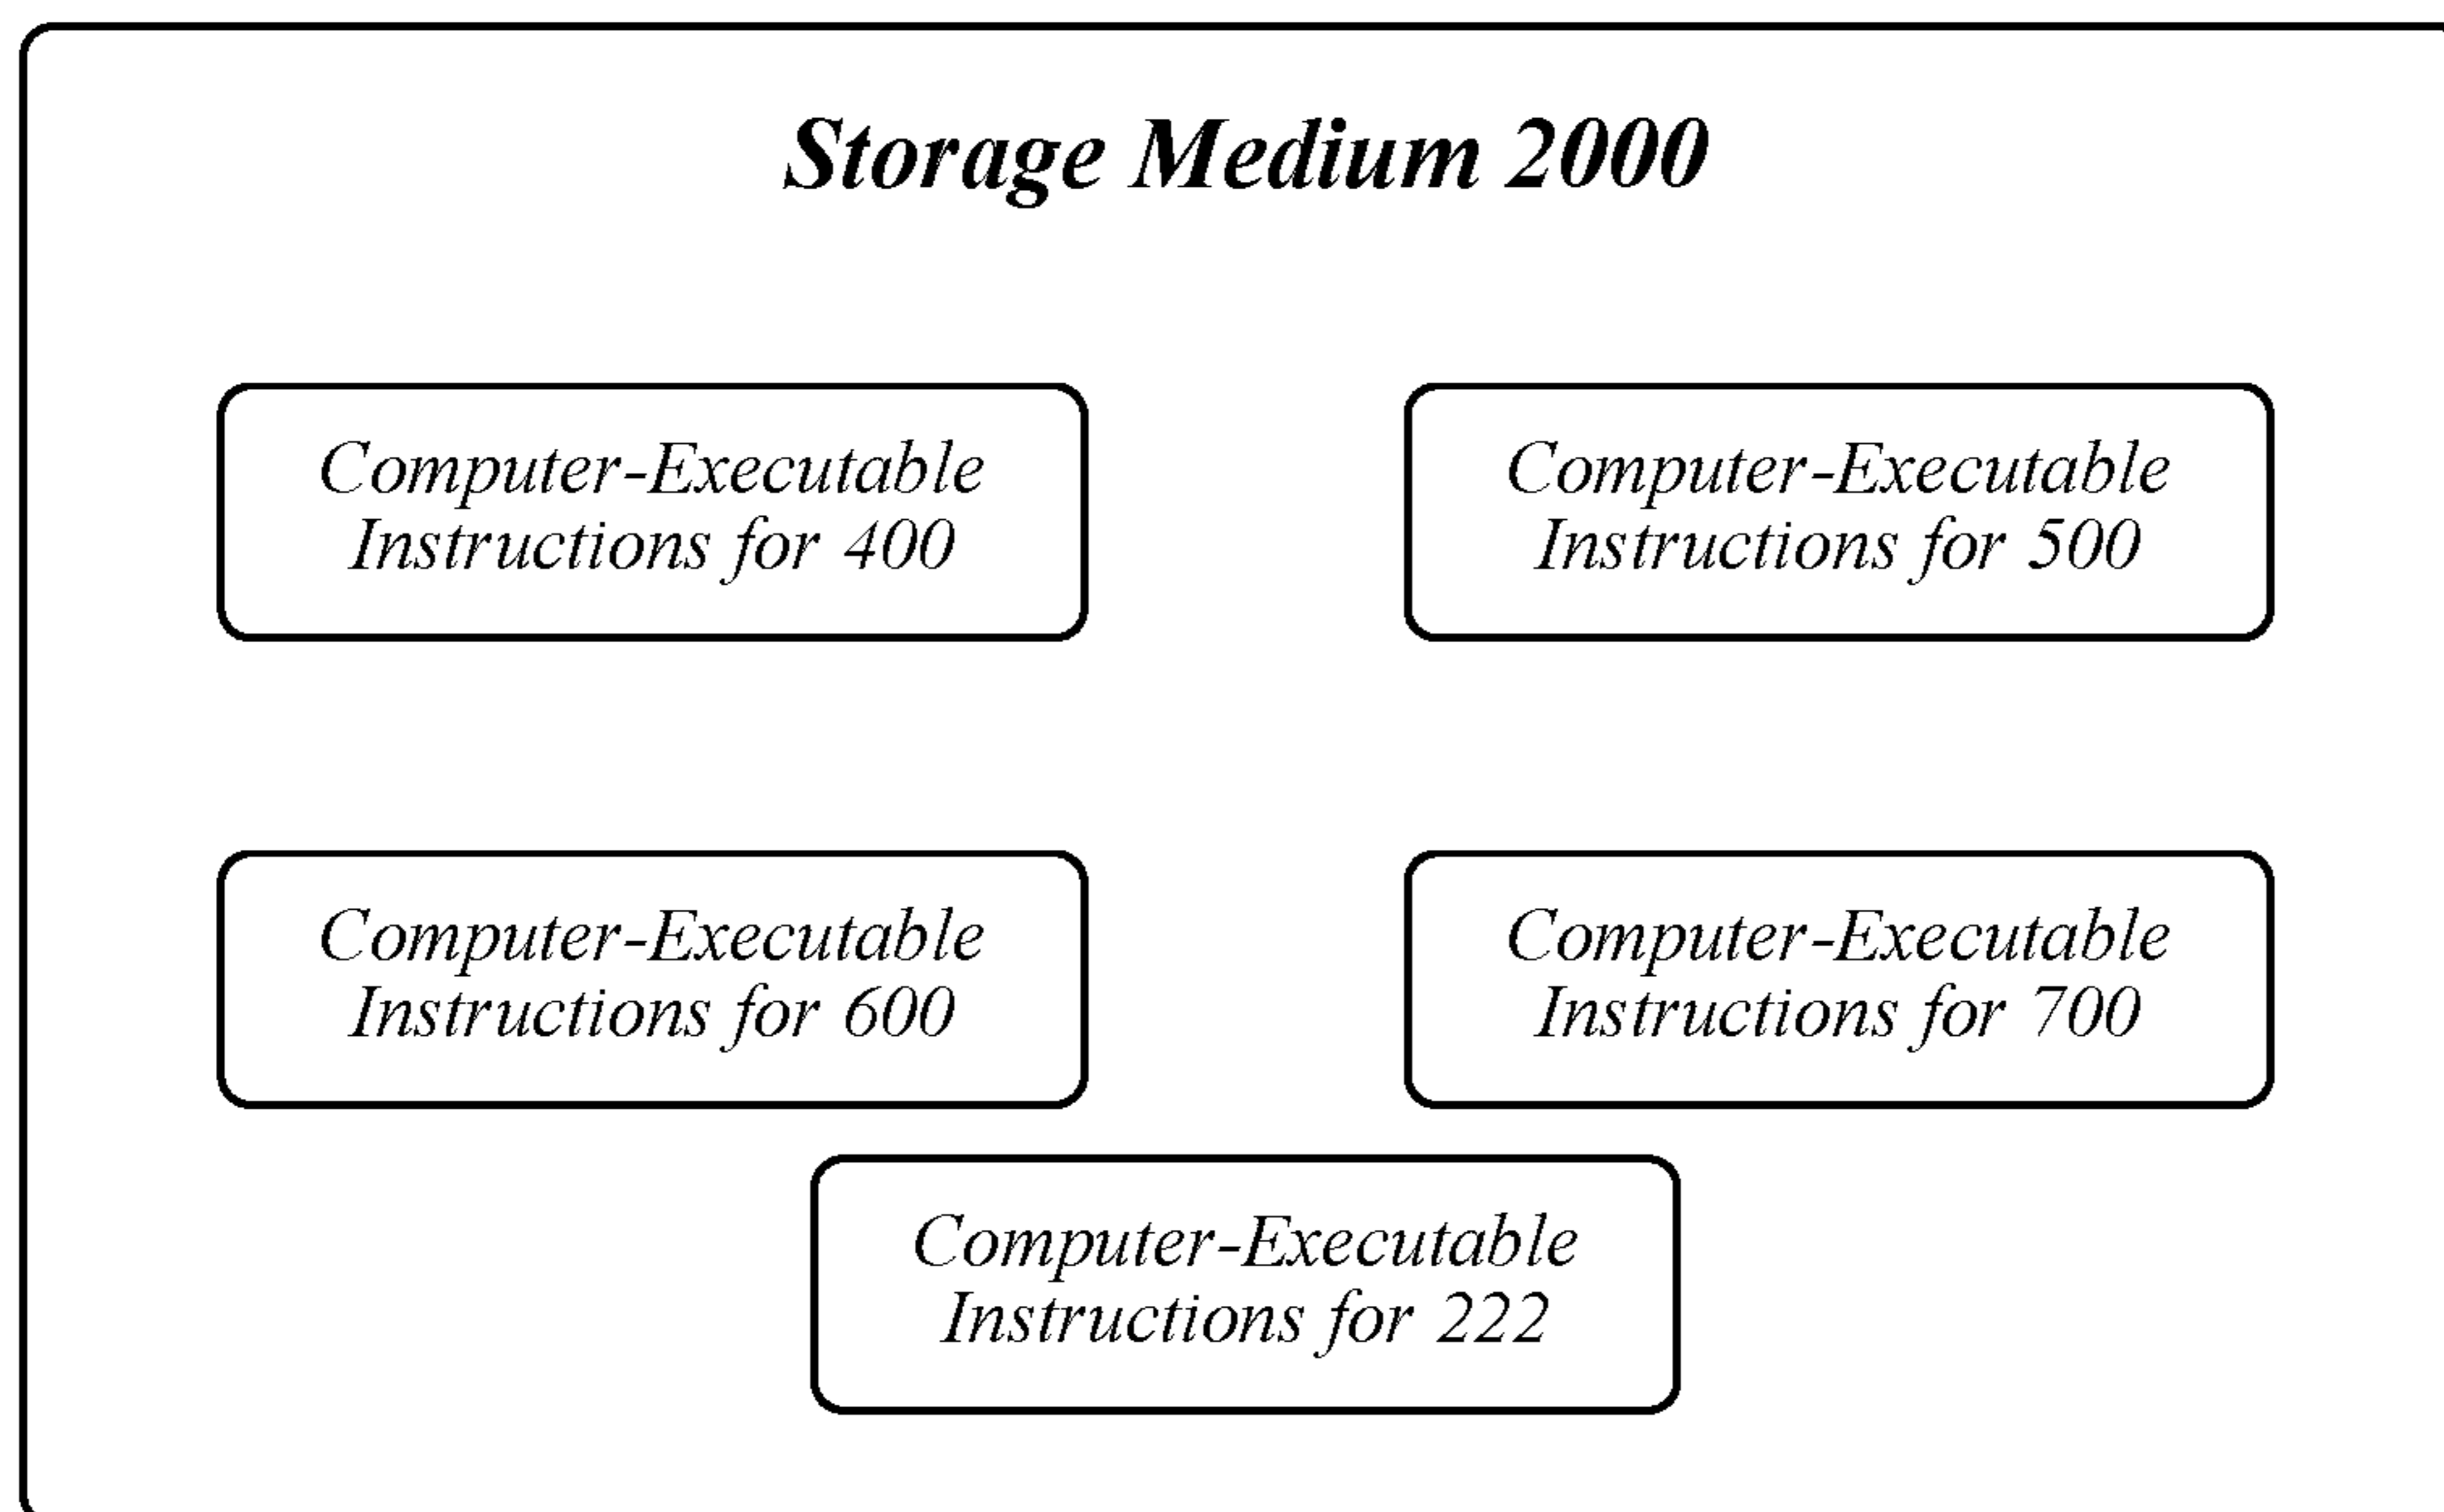 Storage Medium 2000
Computer-Executable
Instructions for 400
Computer-Executable
Instructions for 500
Computer-Executable
Instructions for 600
Computer-Executable
Instructions for 700
Computer-Executable
Instructions for 222